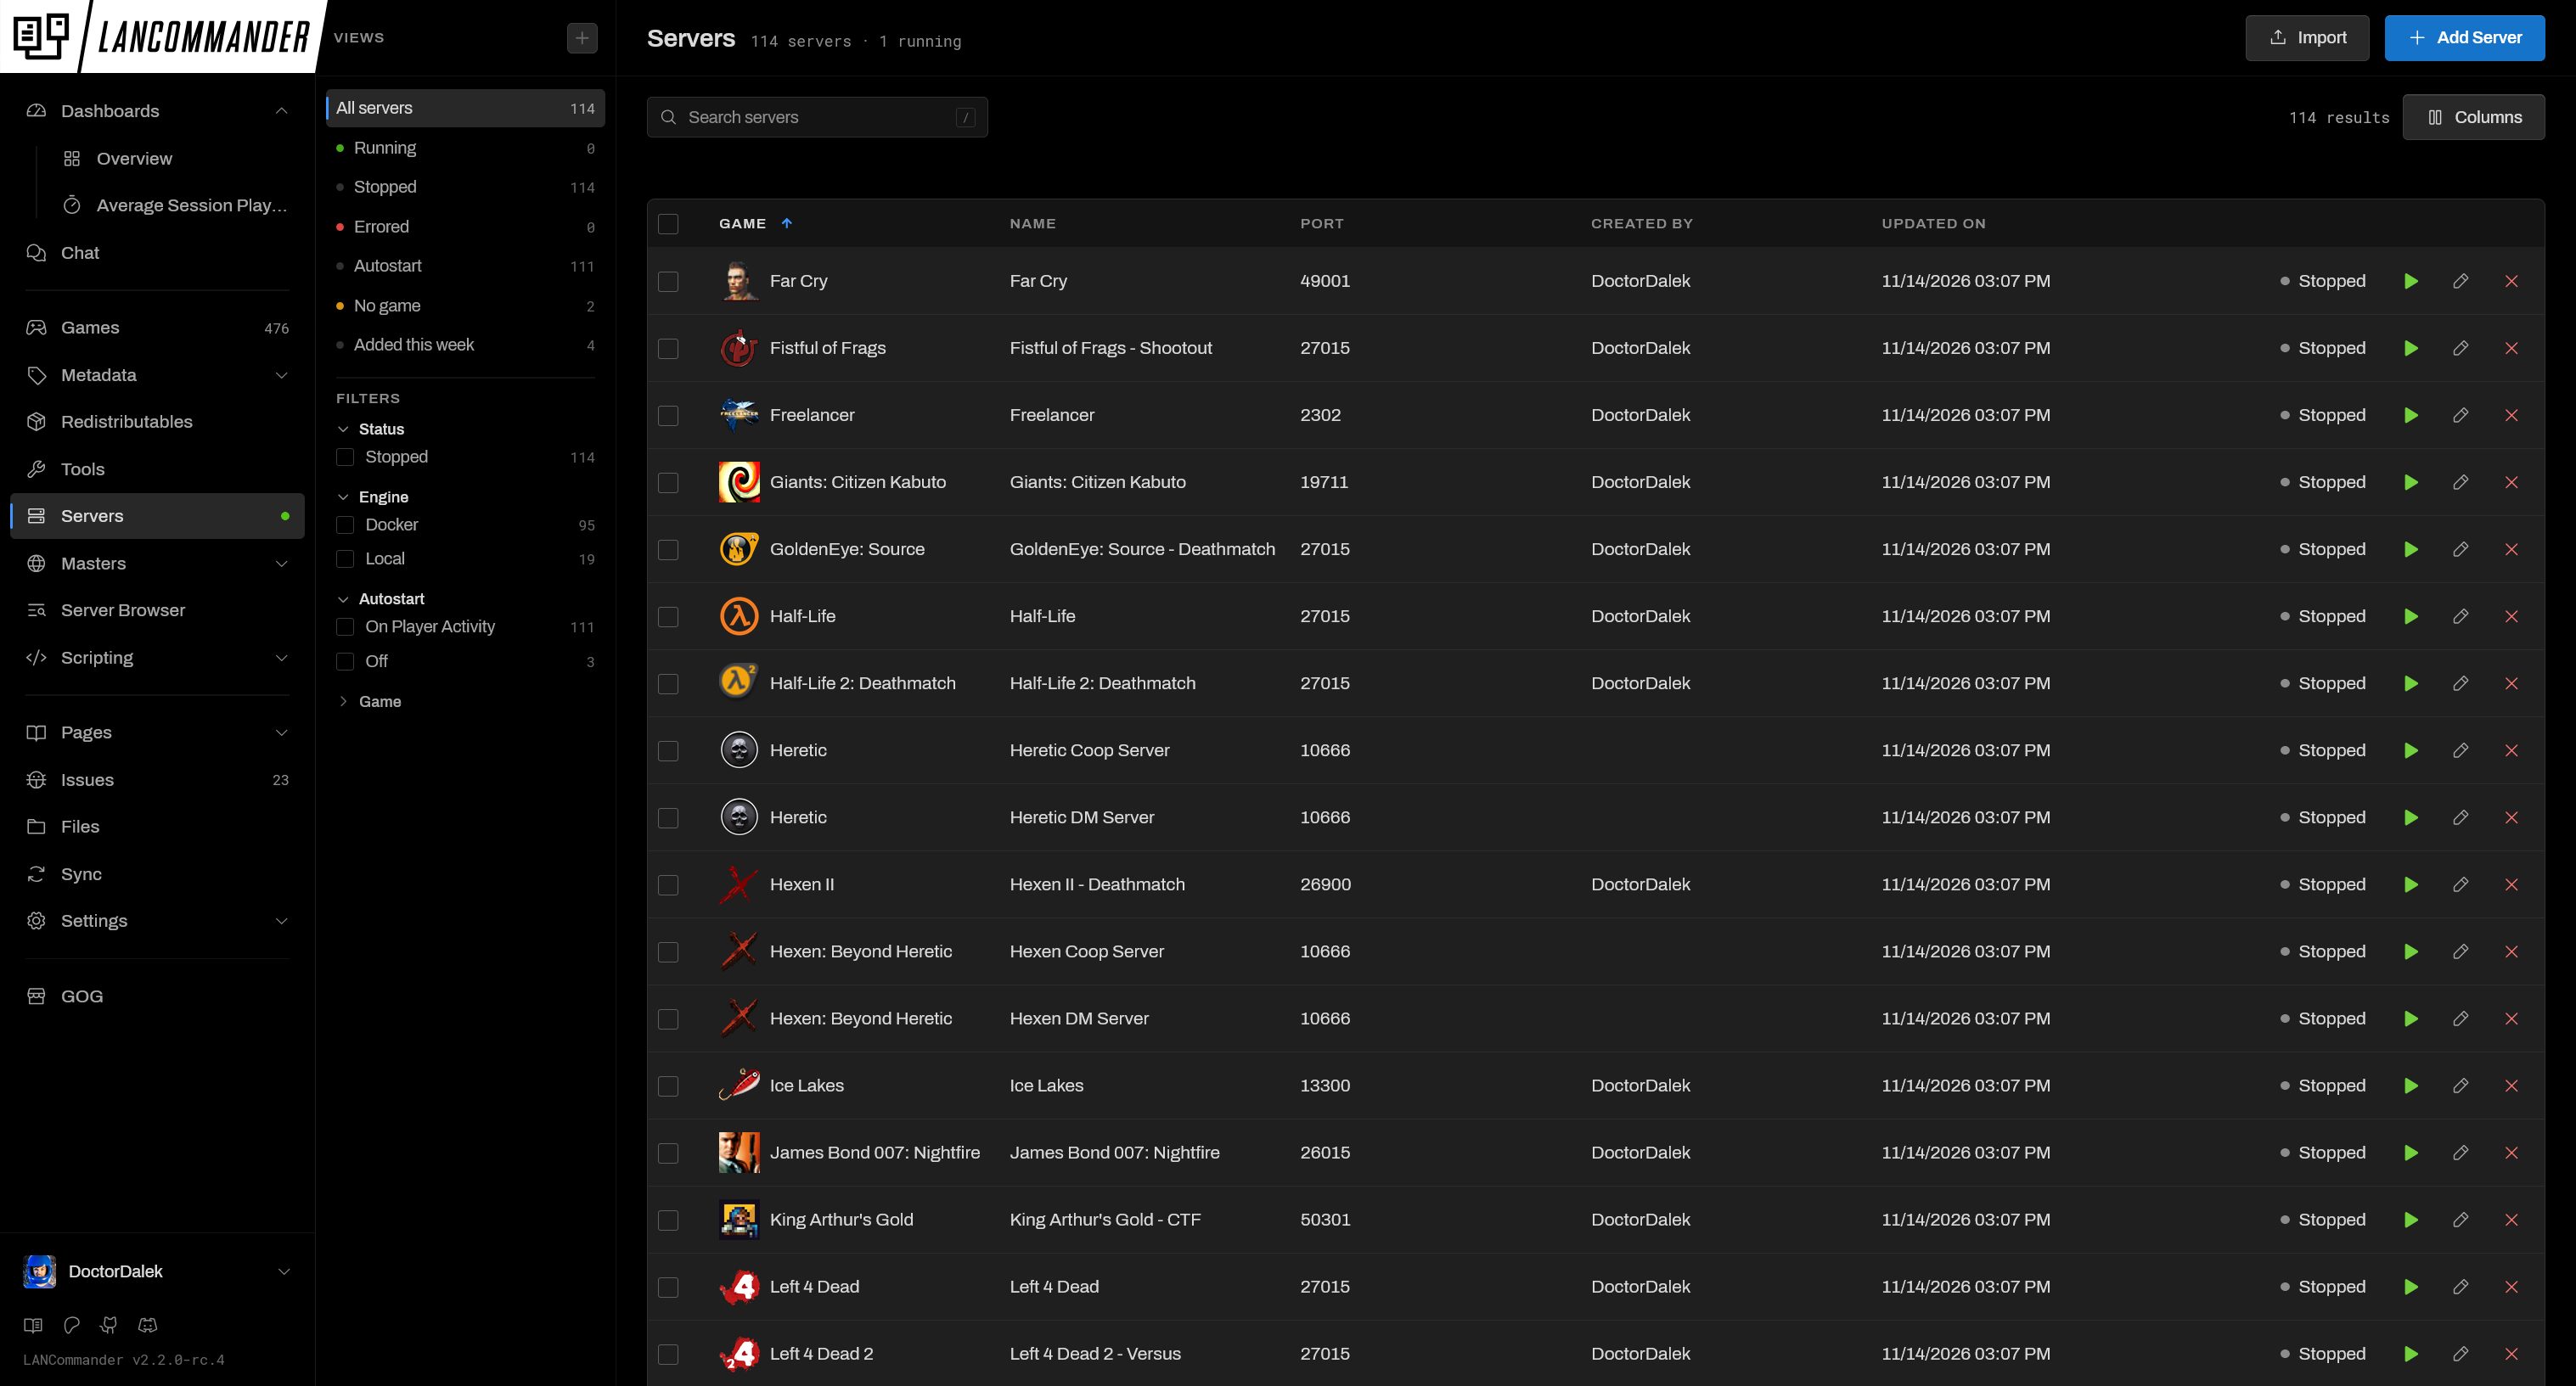 LANCOMMANDER
Dashboards
Overview
Average Session Play...
Chat
Games 476
Metadata
Redistributables
Tools
Servers
Masters
Server Browser
Scripting
Pages
Issues 23
Files
Sync
Settings
GOG
DoctorDalek
LANCommander v2.2.0-rc.4
VIEWS
All servers 114
Running 0
Stopped 114
Errored 0
Autostart 111
No game 2
Added this week 4
FILTERS
Status
Stopped 114
Engine
Docker 95
Local 19
Autostart
On Player Activity 111
Off 3
Game
Servers 114 servers · 1 running
Import
Add Server
Search servers /
114 results
Columns
GAME NAME PORT CREATED BY UPDATED ON
Far Cry Far Cry 49001 DoctorDalek 11/14/2026 03:07 PM Stopped
Fistful of Frags Fistful of Frags - Shootout 27015 DoctorDalek 11/14/2026 03:07 PM Stopped
Freelancer Freelancer 2302 DoctorDalek 11/14/2026 03:07 PM Stopped
Giants: Citizen Kabuto Giants: Citizen Kabuto 19711 DoctorDalek 11/14/2026 03:07 PM Stopped
GoldenEye: Source GoldenEye: Source - Deathmatch 27015 DoctorDalek 11/14/2026 03:07 PM Stopped
Half-Life Half-Life 27015 DoctorDalek 11/14/2026 03:07 PM Stopped
Half-Life 2: Deathmatch Half-Life 2: Deathmatch 27015 DoctorDalek 11/14/2026 03:07 PM Stopped
Heretic Heretic Coop Server 10666 11/14/2026 03:07 PM Stopped
Heretic Heretic DM Server 10666 11/14/2026 03:07 PM Stopped
Hexen II Hexen II - Deathmatch 26900 DoctorDalek 11/14/2026 03:07 PM Stopped
Hexen: Beyond Heretic Hexen Coop Server 10666 11/14/2026 03:07 PM Stopped
Hexen: Beyond Heretic Hexen DM Server 10666 11/14/2026 03:07 PM Stopped
Ice Lakes Ice Lakes 13300 DoctorDalek 11/14/2026 03:07 PM Stopped
James Bond 007: Nightfire James Bond 007: Nightfire 26015 DoctorDalek 11/14/2026 03:07 PM Stopped
King Arthur's Gold King Arthur's Gold - CTF 50301 DoctorDalek 11/14/2026 03:07 PM Stopped
Left 4 Dead Left 4 Dead 27015 DoctorDalek 11/14/2026 03:07 PM Stopped
Left 4 Dead 2 Left 4 Dead 2 - Versus 27015 DoctorDalek 11/14/2026 03:07 PM Stopped